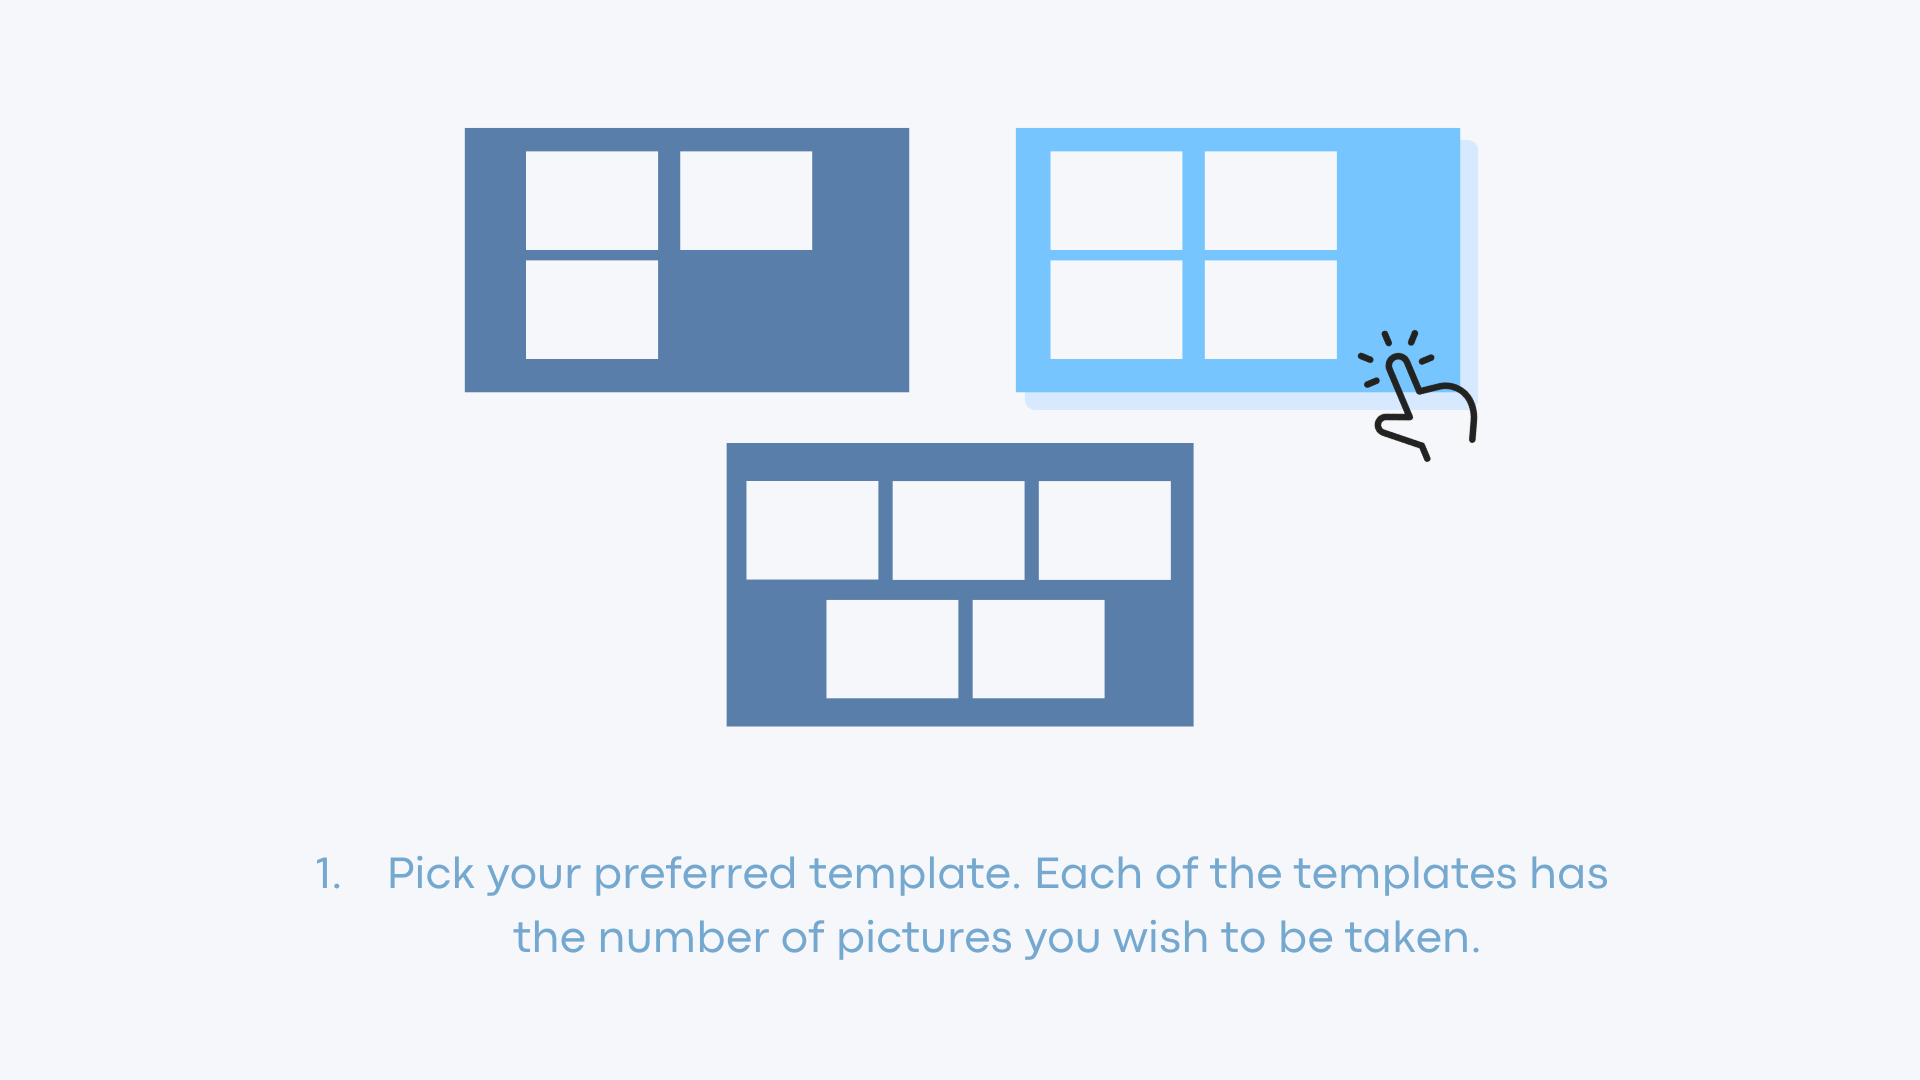 1. Pick your preferred template. Each of the templates has
the number of pictures you wish to be taken.